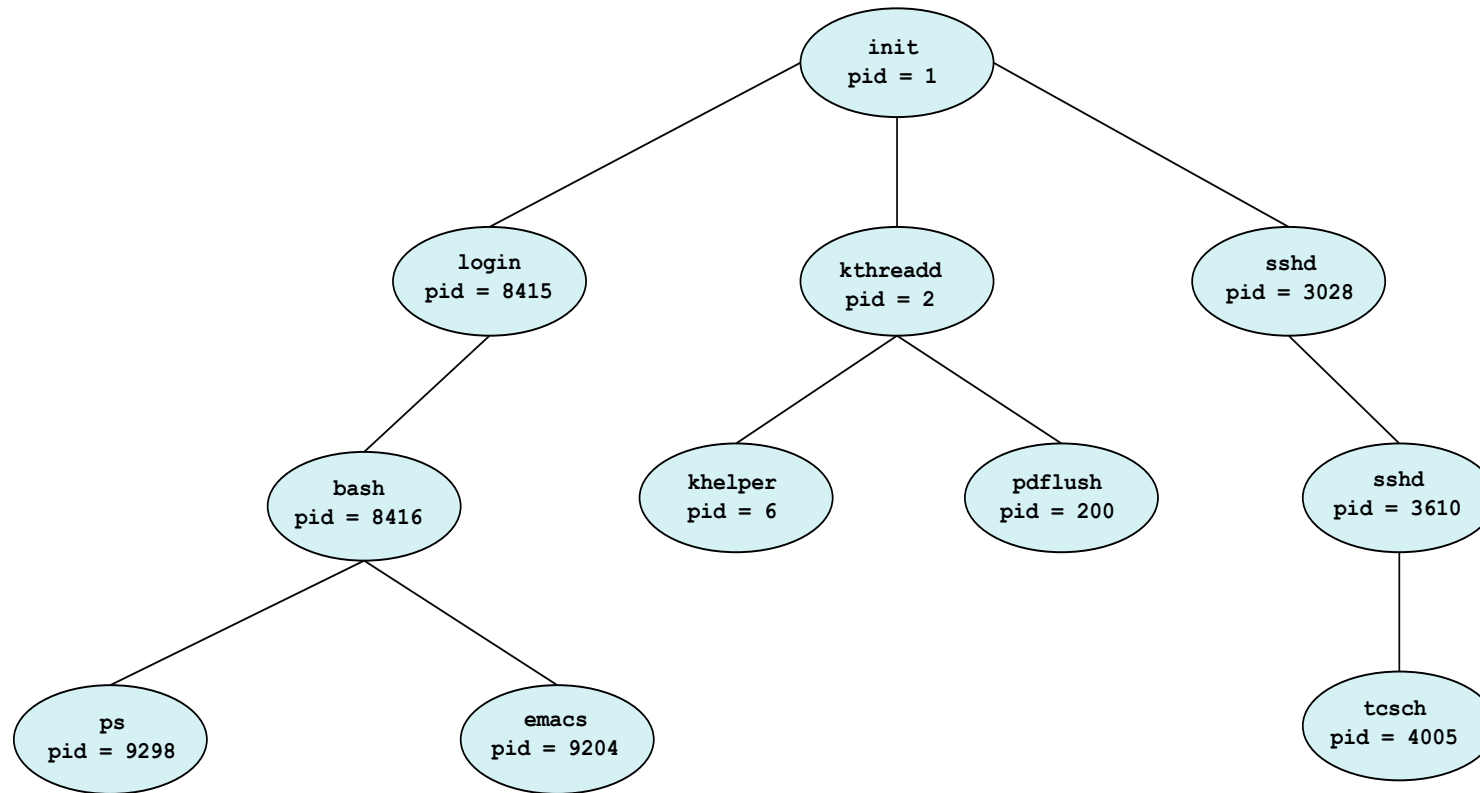 init
pid = 1
login
pid = 8415
kthreadd
pid = 2
sshd
pid = 3028
bash
pid = 8416
khelper
pid = 6
pdflush
pid = 200
sshd
pid = 3610
ps
pid = 9298
emacs
pid = 9204
tcsch
pid = 4005